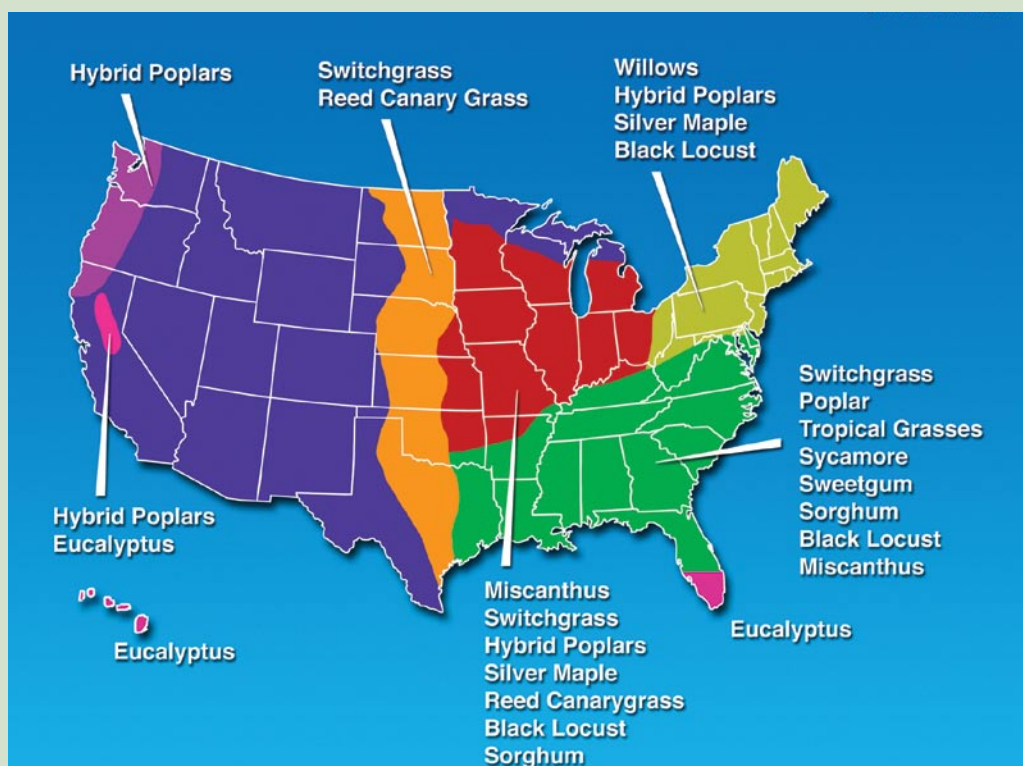 Hybrid Poplars
Switchgrass
Reed Canary Grass
Willows
Hybrid Poplars
Silver Maple
Black Locust
Switchgrass
Poplar
Tropical Grasses
Sycamore
Sweetgum
Sorghum
Black Locust
Miscanthus
Hybrid Poplars
Eucalyptus
Eucalyptus
Miscanthus
Switchgrass
Hybrid Poplars
Silver Maple
Reed Canarygrass
Black Locust
Sorghum
Eucalyptus